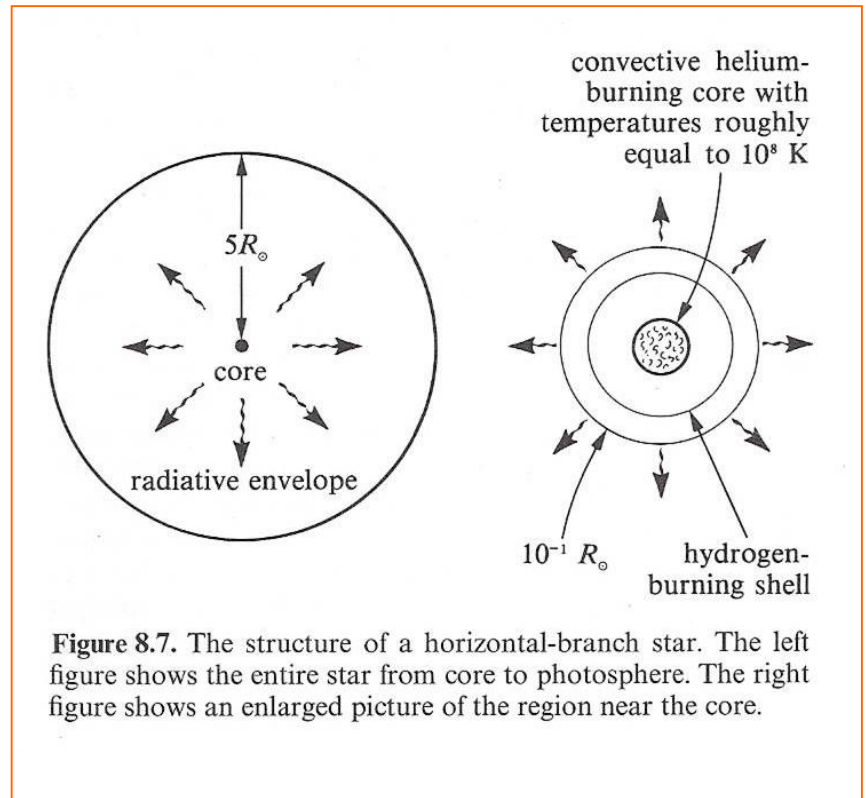 convective helium-
burning core with
temperatures roughly
equal to 10⁸ K
5R☉
core
radiative envelope
10⁻¹ R☉
hydrogen-
burning shell
Figure 8.7. The structure of a horizontal-branch star. The left
figure shows the entire star from core to photosphere. The right
figure shows an enlarged picture of the region near the core.